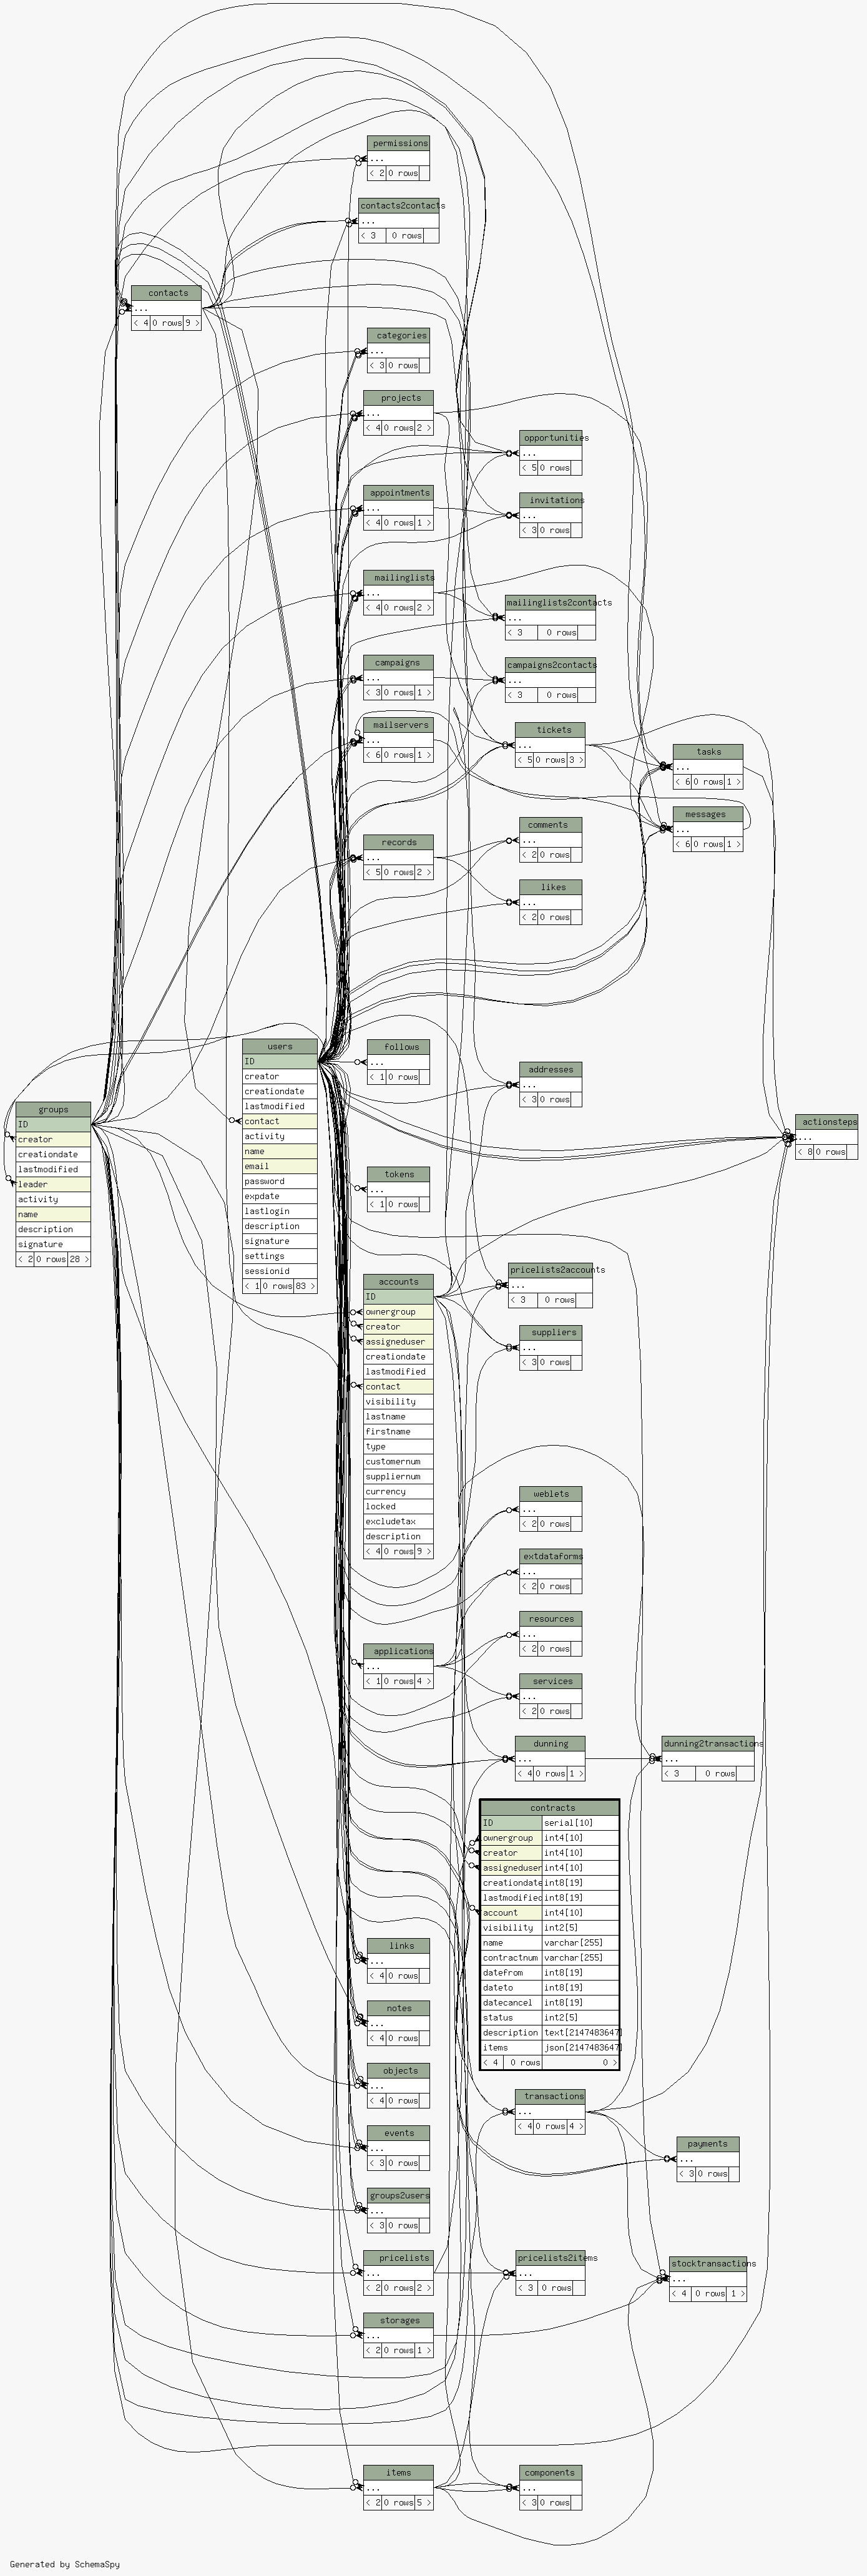 permissions
...
< 2 0 rows
contacts2contacts
...
< 3 0 rows
contacts
...
< 4 0 rows 9 >
categories
...
< 3 0 rows
projects
...
< 4 0 rows 2 >
opportunities
...
< 5 0 rows
appointments
...
< 4 0 rows 1 >
invitations
...
< 3 0 rows
mailinglists
...
< 4 0 rows 2 >
mailinglists2contacts
...
< 3 0 rows
campaigns
...
< 3 0 rows 1 >
campaigns2contacts
...
< 3 0 rows
mailservers
...
< 6 0 rows 1 >
tickets
...
< 5 0 rows 3 >
tasks
...
< 6 0 rows 1 >
messages
...
< 6 0 rows 1 >
records
...
< 5 0 rows 2 >
comments
...
< 2 0 rows
likes
...
< 2 0 rows
users
ID
creator
creationdate
lastmodified
contact
activity
name
email
password
expdate
lastlogin
description
signature
settings
sessionid
< 1 0 rows 83 >
follows
...
< 1 0 rows
addresses
...
< 3 0 rows
groups
ID
creator
creationdate
lastmodified
leader
activity
name
description
signature
< 2 0 rows 28 >
actionsteps
...
< 8 0 rows
tokens
...
< 1 0 rows
accounts
ID
ownergroup
creator
assigneduser
creationdate
lastmodified
contact
visibility
lastname
firstname
type
customernum
suppliernum
currency
locked
excludetax
description
< 4 0 rows 9 >
pricelists2accounts
...
< 3 0 rows
suppliers
...
< 3 0 rows
weblets
...
< 2 0 rows
extdataforms
...
< 2 0 rows
resources
...
< 2 0 rows
applications
...
< 1 0 rows 4 >
services
...
< 2 0 rows
dunning
...
< 4 0 rows 1 >
dunning2transactions
...
< 3 0 rows
contracts
ID serial[10]
ownergroup int4[10]
creator int4[10]
assigneduser int4[10]
creationdate int8[19]
lastmodified int8[19]
account int4[10]
visibility int2[5]
name varchar[255]
contractnum varchar[255]
datefrom int8[19]
dateto int8[19]
datecancel int8[19]
status int2[5]
description text[2147483647]
items json[2147483647]
< 4 0 rows 0 >
links
...
< 4 0 rows
notes
...
< 4 0 rows
objects
...
< 4 0 rows
transactions
...
< 4 0 rows 4 >
events
...
< 3 0 rows
payments
...
< 3 0 rows
groups2users
...
< 3 0 rows
pricelists
...
< 2 0 rows 2 >
pricelists2items
...
< 3 0 rows
stocktransactions
...
< 4 0 rows 1 >
storages
...
< 2 0 rows 1 >
items
...
< 2 0 rows 5 >
components
...
< 3 0 rows
Generated by SchemaSpy